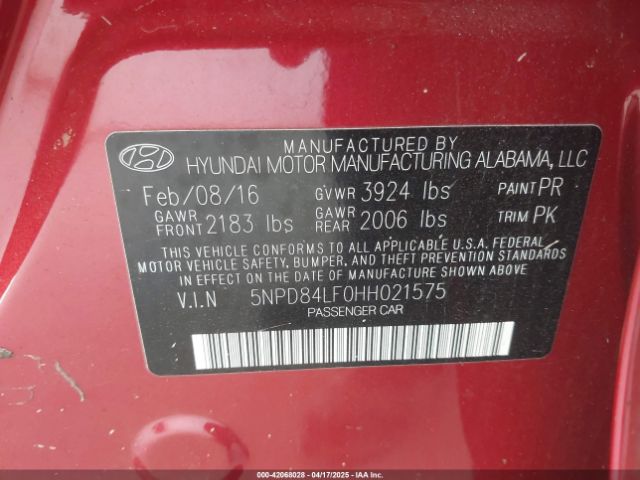 MANUFACTURED BY
HYUNDAI MOTOR MANUFACTURING ALABAMA, LLC
Feb/08/16 GVWR 3924 lbs PAINT PR
GAWR FRONT 2183 lbs GAWR REAR 2006 lbs TRIM PK
THIS VEHICLE CONFORMS TO ALL APPLICABLE U.S.A. FEDERAL
MOTOR VEHICLE SAFETY, BUMPER, AND THEFT PREVENTION STANDARDS
IN EFFECT ON THE DATE OF MANUFACTURE SHOWN ABOVE.
V.I.N 5NPD84LF0HH021575
PASSENGER CAR
000-42068028 - 04/17/2025 - IAAI.COM